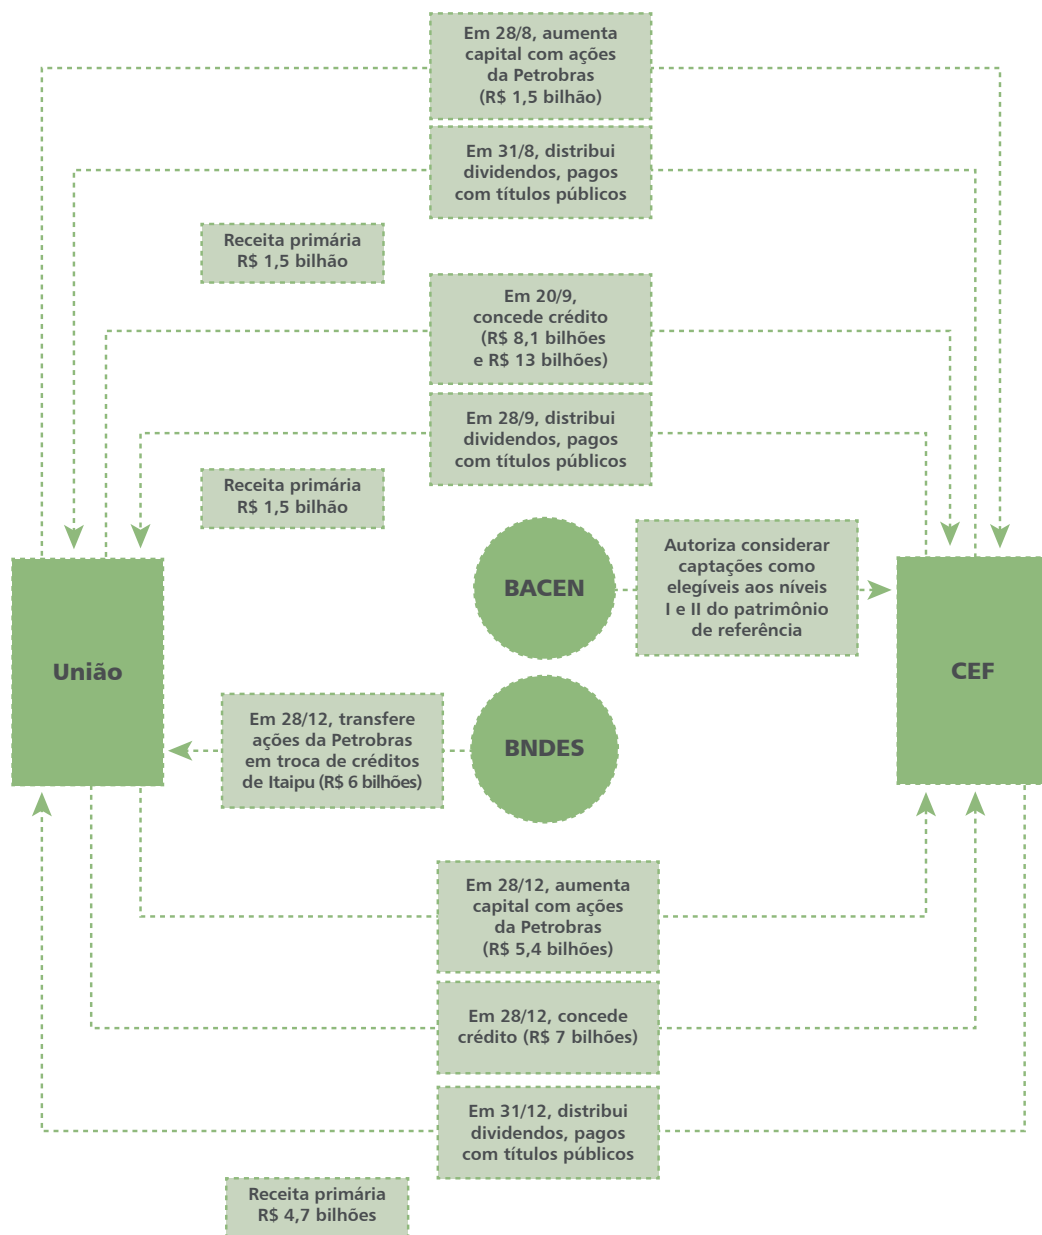 Em 28/8, aumenta
capital com ações
da Petrobras
(R$ 1,5 bilhão)
Em 31/8, distribui
dividendos, pagos
com títulos públicos
Receita primária
R$ 1,5 bilhão
Em 20/9,
concede crédito
(R$ 8,1 bilhões
e R$ 13 bilhões)
Em 28/9, distribui
dividendos, pagos
com títulos públicos
Receita primária
R$ 1,5 bilhão
BACEN
Autoriza considerar
captações como
elegíveis aos níveis
I e II do patrimônio
de referência
União
CEF
Em 28/12, transfere
ações da Petrobras
em troca de créditos
de Itaipu (R$ 6 bilhões)
BNDES
Em 28/12, aumenta
capital com ações
da Petrobras
(R$ 5,4 bilhões)
Em 28/12, concede
crédito (R$ 7 bilhões)
Em 31/12, distribui
dividendos, pagos
com títulos públicos
Receita primária
R$ 4,7 bilhões